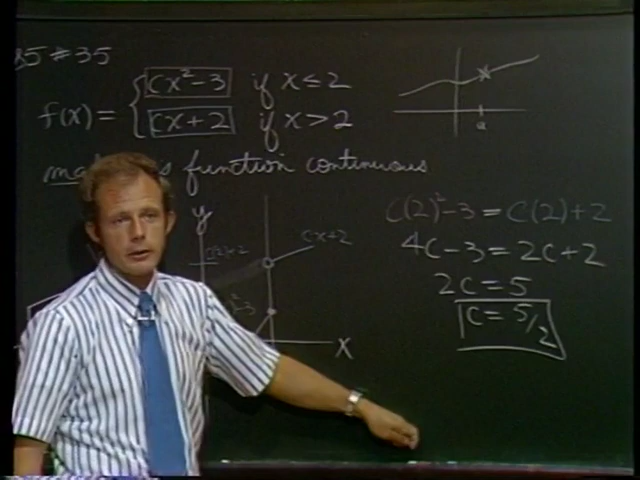 85 ≠ 35
f(x) = { cx²-3 if x ≤ 2
cx+2 if x > 2
function continuous
a
y
cx+2
x
c(2)²-3 = c(2)+2
4c-3 = 2c+2
2c = 5
c = 5/2